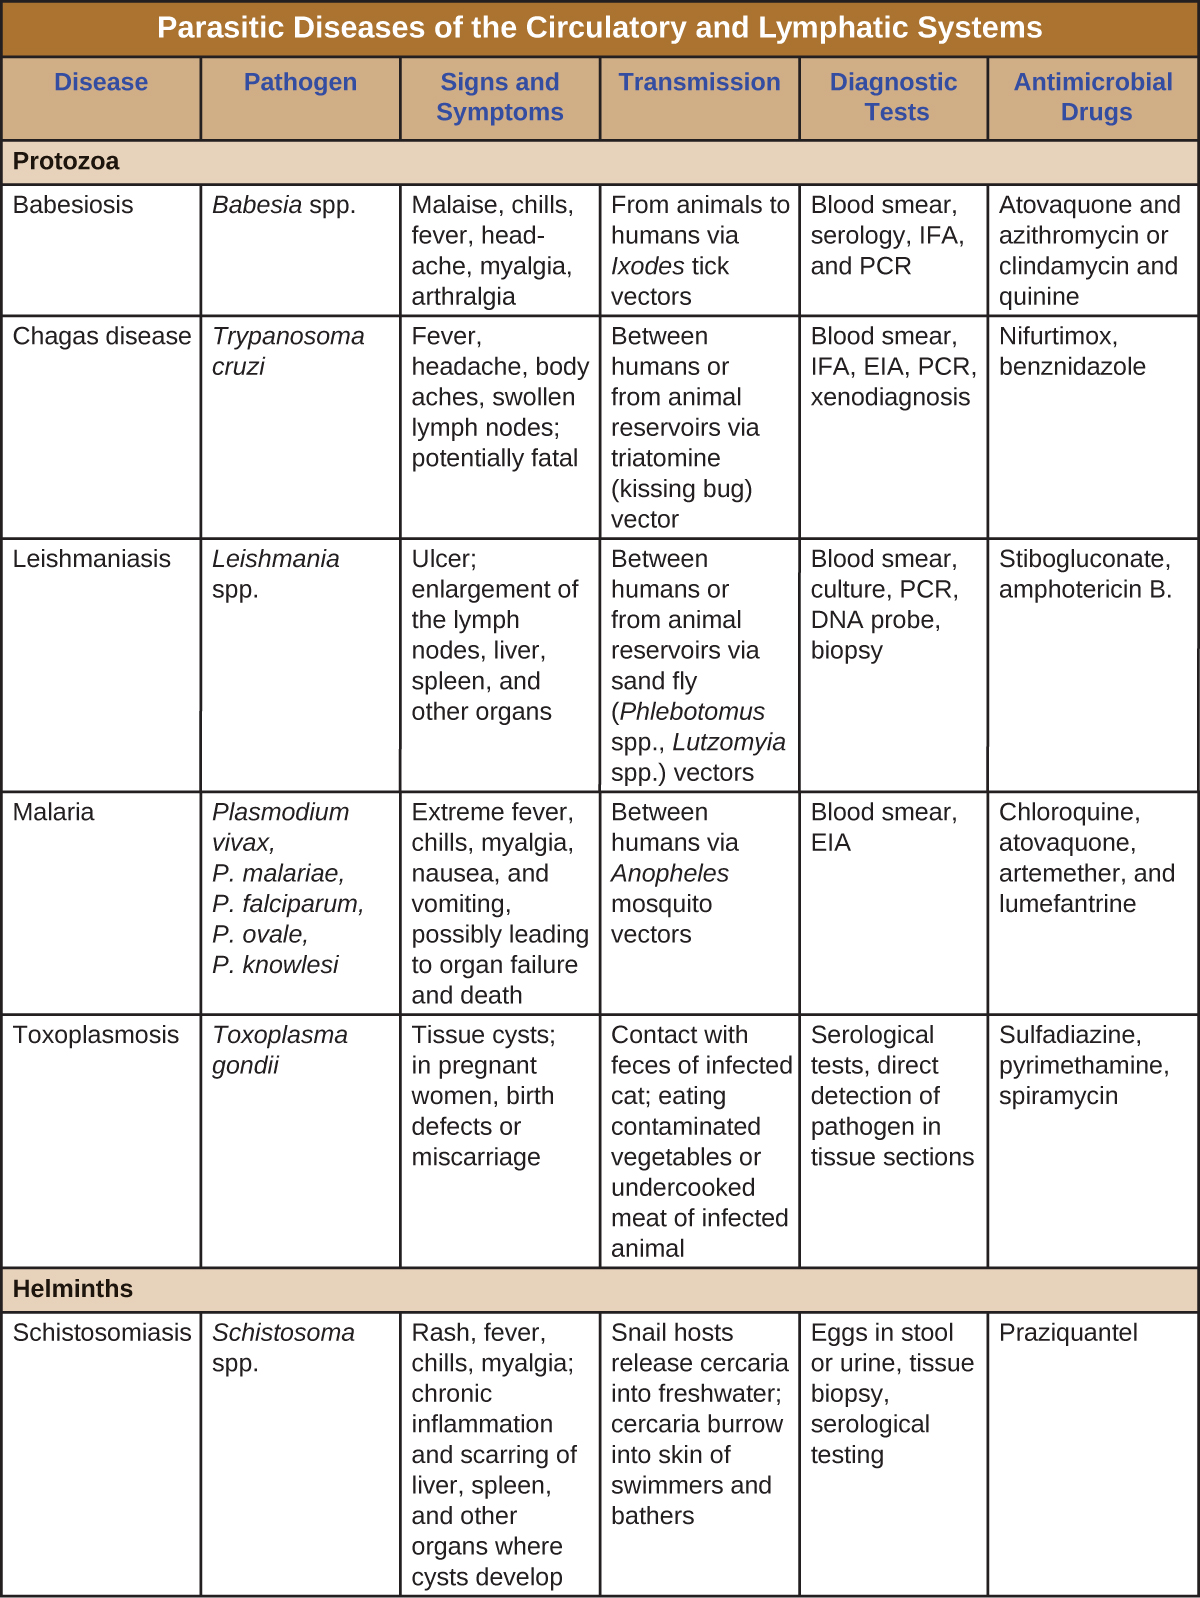 Parasitic Diseases of the Circulatory and Lymphatic Systems
Disease
Pathogen
Signs and
Symptoms
Transmission
Diagnostic
Tests
Antimicrobial
Drugs
Protozoa
Babesiosis
Babesia spp.
Malaise, chills,
fever, head-
ache, myalgia,
arthralgia
From animals to
humans via
Ixodes tick
vectors
Blood smear,
serology, IFA,
and PCR
Atovaquone and
azithromycin or
clindamycin and
quinine
Chagas disease
Trypanosoma
cruzi
Fever,
headache, body
aches, swollen
lymph nodes;
potentially fatal
Between
humans or
from animal
reservoirs via
triatomine
(kissing bug)
vector
Blood smear,
IFA, EIA, PCR,
xenodiagnosis
Nifurtimox,
benznidazole
Leishmaniasis
Leishmania
spp.
Ulcer;
enlargement of
the lymph
nodes, liver,
spleen, and
other organs
Between
humans or
from animal
reservoirs via
sand fly
(Phlebotomus
spp., Lutzomyia
spp.) vectors
Blood smear,
culture, PCR,
DNA probe,
biopsy
Stibogluconate,
amphotericin B.
Malaria
Plasmodium
vivax,
P. malariae,
P. falciparum,
P. ovale,
P. knowlesi
Extreme fever,
chills, myalgia,
nausea, and
vomiting,
possibly leading
to organ failure
and death
Between
humans via
Anopheles
mosquito
vectors
Blood smear,
EIA
Chloroquine,
atovaquone,
artemether, and
lumefantrine
Toxoplasmosis
Toxoplasma
gondii
Tissue cysts;
in pregnant
women, birth
defects or
miscarriage
Contact with
feces of infected
cat; eating
contaminated
vegetables or
undercooked
meat of infected
animal
Serological
tests, direct
detection of
pathogen in
tissue sections
Sulfadiazine,
pyrimethamine,
spiramycin
Helminths
Schistosomiasis
Schistosoma
spp.
Rash, fever,
chills, myalgia;
chronic
inflammation
and scarring of
liver, spleen,
and other
organs where
cysts develop
Snail hosts
release cercaria
into freshwater;
cercaria burrow
into skin of
swimmers and
bathers
Eggs in stool
or urine, tissue
biopsy,
serological
testing
Praziquantel